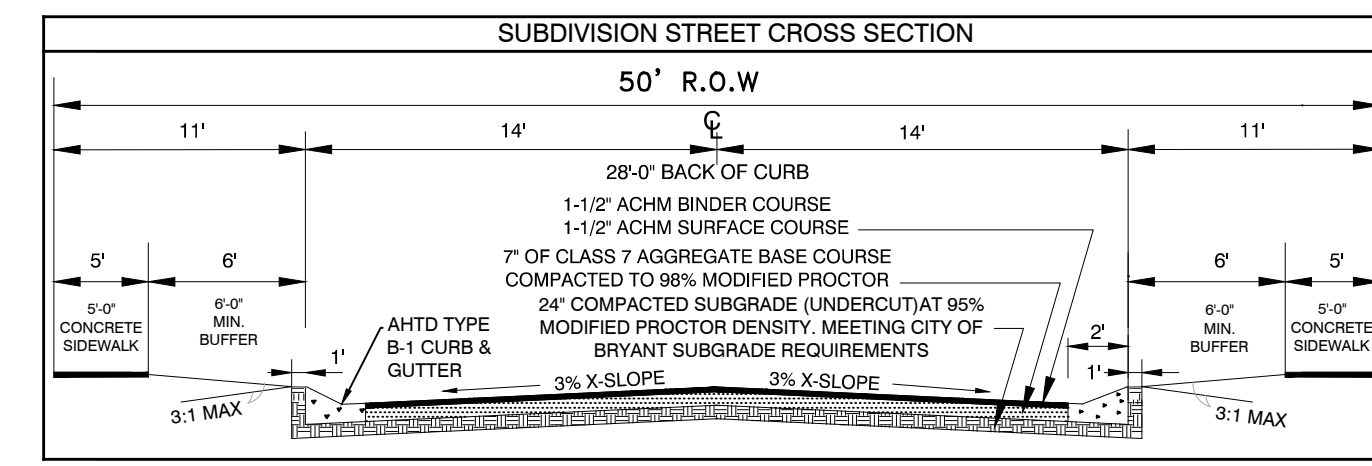 SUBDIVISION STREET CROSS SECTION
50' R.O.W
11'
14'
℄
14'
11'
28'-0" BACK OF CURB
1-1/2" ACHM BINDER COURSE
1-1/2" ACHM SURFACE COURSE
7" OF CLASS 7 AGGREGATE BASE COURSE
COMPACTED TO 98% MODIFIED PROCTOR
24" COMPACTED SUBGRADE (UNDERCUT)AT 95%
MODIFIED PROCTOR DENSITY. MEETING CITY OF
BRYANT SUBGRADE REQUIREMENTS
5'
6'
5'-0"
CONCRETE
SIDEWALK
6'-0"
MIN.
BUFFER
AHTD TYPE
B-1 CURB &
GUTTER
1'
3:1 MAX
3% X-SLOPE
3% X-SLOPE
2'
1'
6'
5'
6'-0"
MIN.
BUFFER
5'-0"
CONCRETE
SIDEWALK
3:1 MAX